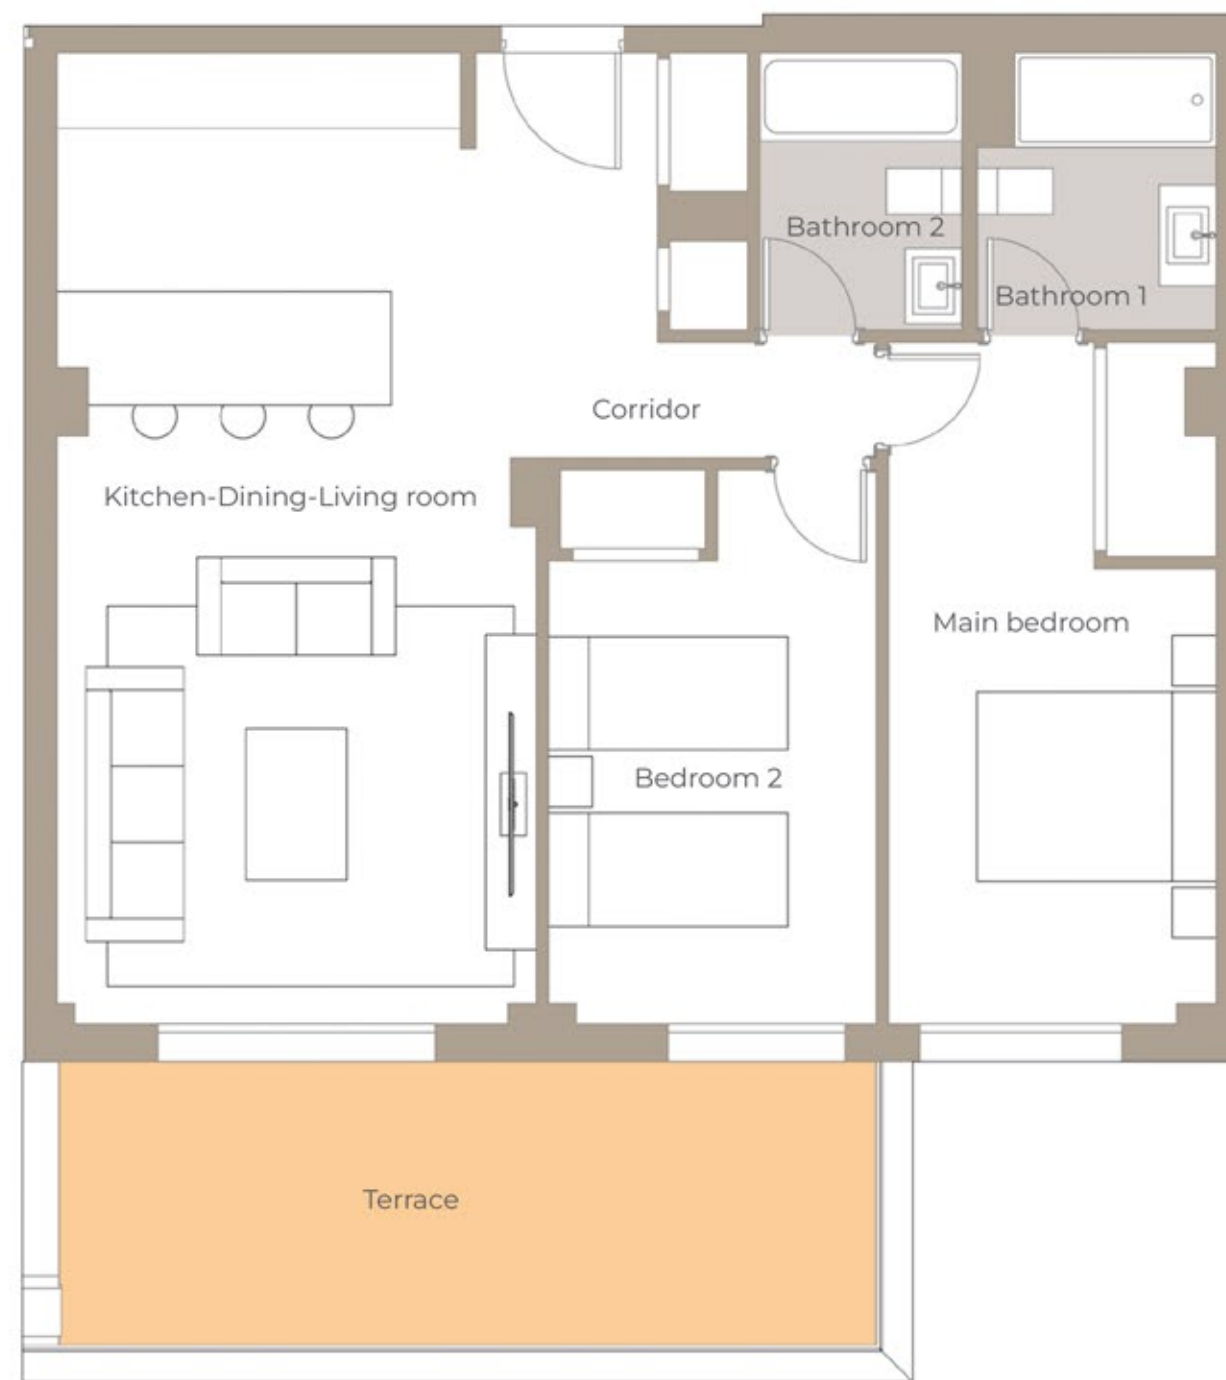 Bathroom 2
Bathroom 1
Corridor
Kitchen-Dining-Living room
Main bedroom
Bedroom 2
Terrace